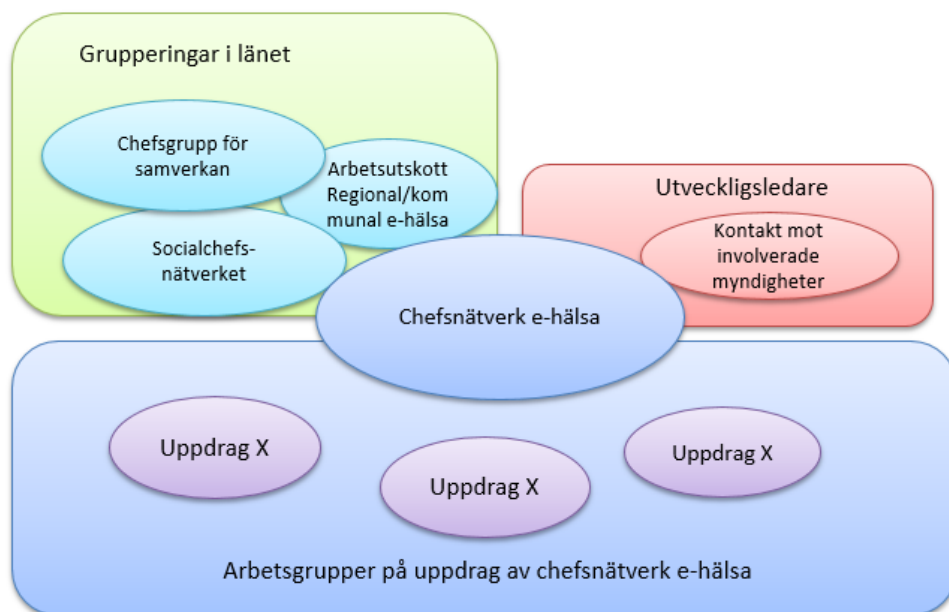 Grupperingar i länet
Chefsgrupp för
samverkan
Arbetsutskott
Regional/kom
munal e-hälsa
Socialchefs-
nätverket
Utveckligsledare
Kontakt mot
involverade
myndigheter
Chefsnätverk e-hälsa
Uppdrag X
Uppdrag X
Uppdrag X
Arbetsgrupper på uppdrag av chefsnätverk e-hälsa